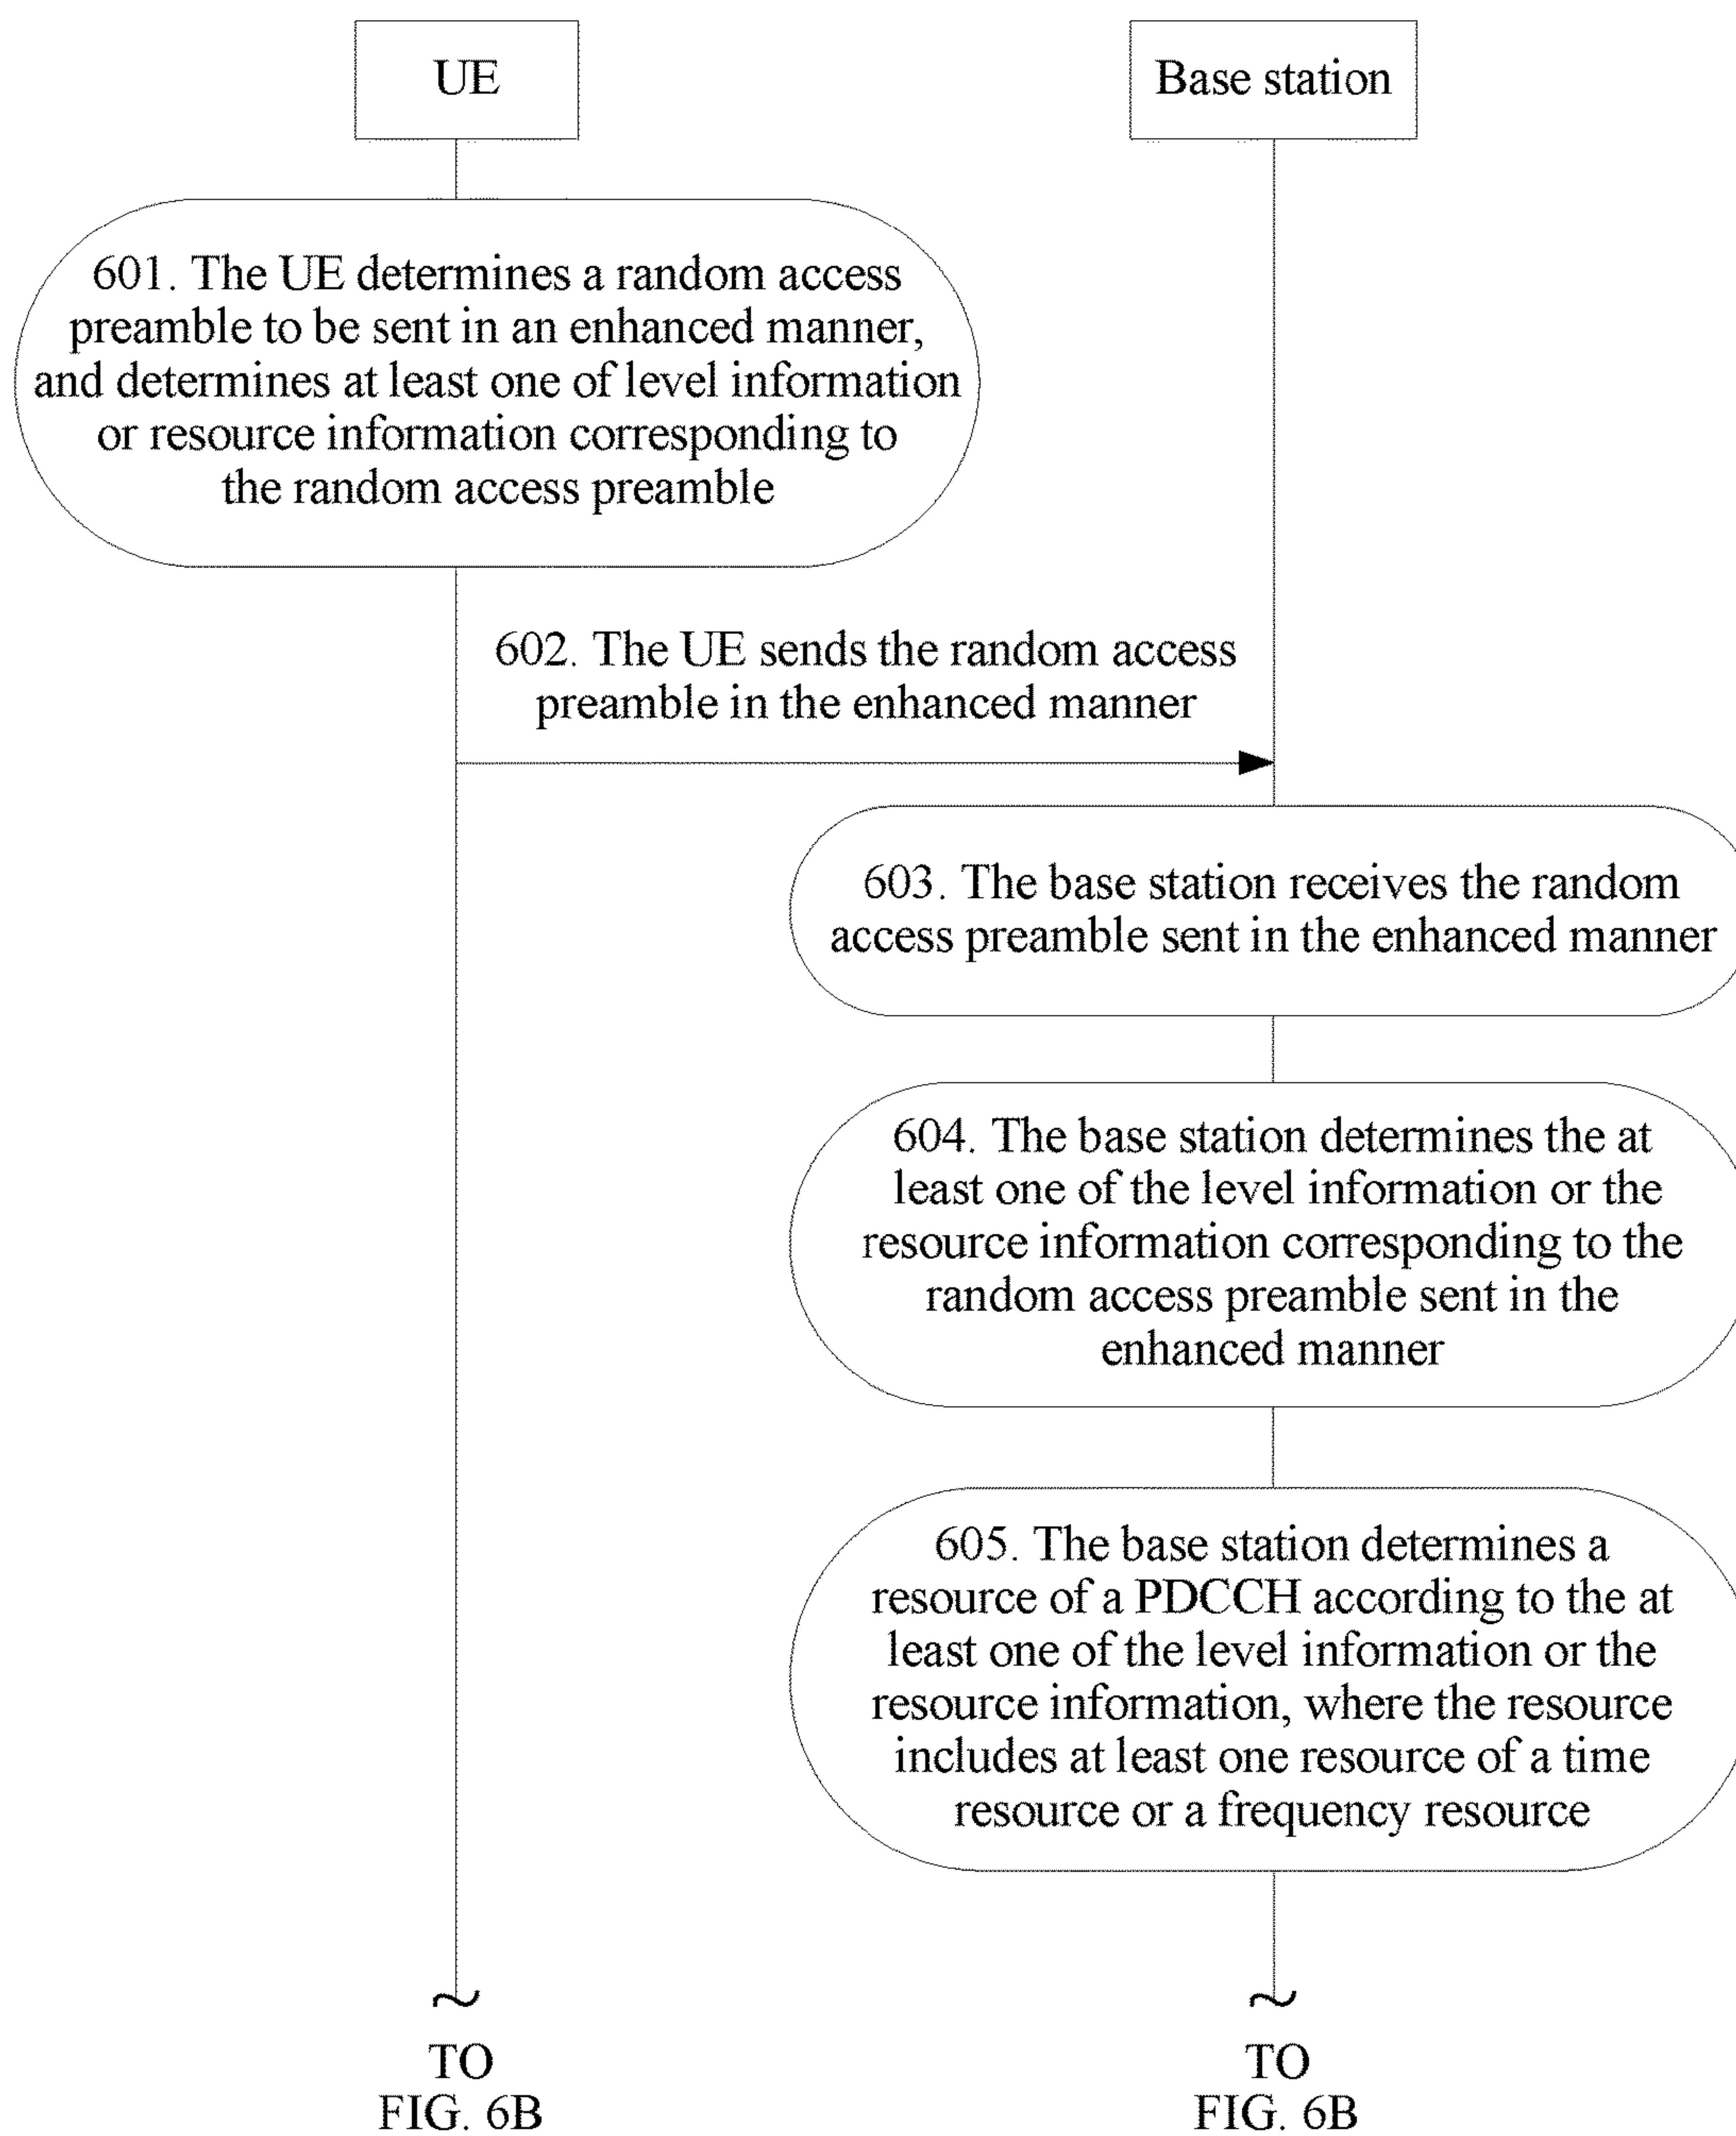 UE
Base station
601. The UE determines a random access
preamble to be sent in an enhanced manner,
and determines at least one of level information
or resource information corresponding to
the random access preamble
602. The UE sends the random access
preamble in the enhanced manner
603. The base station receives the random
access preamble sent in the enhanced manner
604. The base station determines the at
least one of the level information or the
resource information corresponding to the
random access preamble sent in the
enhanced manner
605. The base station determines a
resource of a PDCCH according to the at
least one of the level information or the
resource information, where the resource
includes at least one resource of a time
resource or a frequency resource
TO
FIG. 6B
TO
FIG. 6B